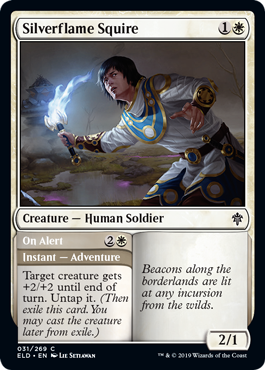 Silverflame Squire 1
Creature — Human Soldier
On Alert 2
Instant — Adventure
Target creature gets
+2/+2 until end of
turn. Untap it. (Then
exile this card. You
may cast the creature
later from exile.)
Beacons along the
borderlands are lit
at any incursion
from the wilds.
2/1
031/269 C
ELD • EN Lie Setiawan
™ & © 2019 Wizards of the Coast